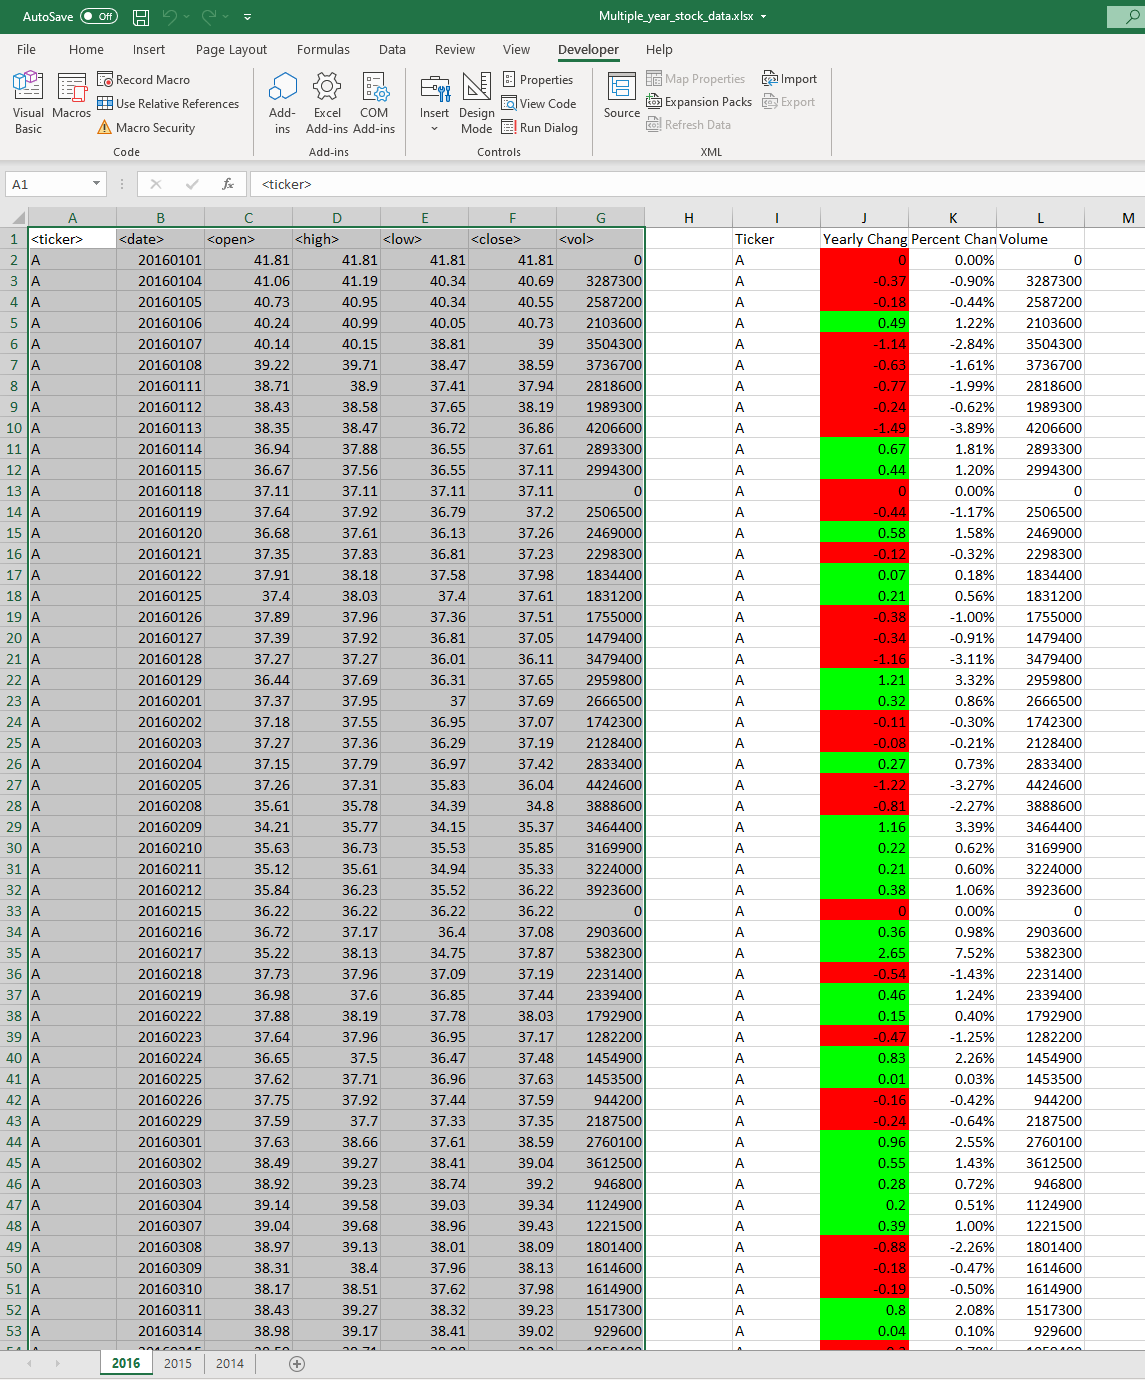 AutoSave Off Multiple_year_stock_data.xlsx
File Home Insert Page Layout Formulas Data Review View Developer Help
Visual Basic
Macros
Record Macro
Use Relative References
Macro Security
Code
Add-ins
Excel Add-ins
COM Add-ins
Add-ins
Insert
Design Mode
Properties
View Code
Run Dialog
Controls
Source
Map Properties
Expansion Packs
Refresh Data
Import
Export
XML
A1 fx <ticker>
A B C D E F G H I J K L M
1 <ticker> <date> <open> <high> <low> <close> <vol> Ticker Yearly Chang Percent Chan Volume
2 A 20160101 41.81 41.81 41.81 41.81 0 A 0 0.00% 0
3 A 20160104 41.06 41.19 40.34 40.69 3287300 A -0.37 -0.90% 3287300
4 A 20160105 40.73 40.95 40.34 40.55 2587200 A -0.18 -0.44% 2587200
5 A 20160106 40.24 40.99 40.05 40.73 2103600 A 0.49 1.22% 2103600
6 A 20160107 40.14 40.15 38.81 39 3504300 A -1.14 -2.84% 3504300
7 A 20160108 39.22 39.71 38.47 38.59 3736700 A -0.63 -1.61% 3736700
8 A 20160111 38.71 38.9 37.41 37.94 2818600 A -0.77 -1.99% 2818600
9 A 20160112 38.43 38.58 37.65 38.19 1989300 A -0.24 -0.62% 1989300
10 A 20160113 38.35 38.47 36.72 36.86 4206600 A -1.49 -3.89% 4206600
11 A 20160114 36.94 37.88 36.55 37.61 2893300 A 0.67 1.81% 2893300
12 A 20160115 36.67 37.56 36.55 37.11 2994300 A 0.44 1.20% 2994300
13 A 20160118 37.11 37.11 37.11 37.11 0 A 0 0.00% 0
14 A 20160119 37.64 37.92 36.79 37.2 2506500 A -0.44 -1.17% 2506500
15 A 20160120 36.68 37.61 36.13 37.26 2469000 A 0.58 1.58% 2469000
16 A 20160121 37.35 37.83 36.81 37.23 2298300 A -0.12 -0.32% 2298300
17 A 20160122 37.91 38.18 37.58 37.98 1834400 A 0.07 0.18% 1834400
18 A 20160125 37.4 38.03 37.4 37.61 1831200 A 0.21 0.56% 1831200
19 A 20160126 37.89 37.96 37.36 37.51 1755000 A -0.38 -1.00% 1755000
20 A 20160127 37.39 37.92 36.81 37.05 1479400 A -0.34 -0.91% 1479400
21 A 20160128 37.27 37.27 36.01 36.11 3479400 A -1.16 -3.11% 3479400
22 A 20160129 36.44 37.69 36.31 37.65 2959800 A 1.21 3.32% 2959800
23 A 20160201 37.37 37.95 37 37.69 2666500 A 0.32 0.86% 2666500
24 A 20160202 37.18 37.55 36.95 37.07 1742300 A -0.11 -0.30% 1742300
25 A 20160203 37.27 37.36 36.29 37.19 2128400 A -0.08 -0.21% 2128400
26 A 20160204 37.15 37.79 36.97 37.42 2833400 A 0.27 0.73% 2833400
27 A 20160205 37.26 37.31 35.83 36.04 4424600 A -1.22 -3.27% 4424600
28 A 20160208 35.61 35.78 34.39 34.8 3888600 A -0.81 -2.27% 3888600
29 A 20160209 34.21 35.77 34.15 35.37 3464400 A 1.16 3.39% 3464400
30 A 20160210 35.63 36.73 35.53 35.85 3169900 A 0.22 0.62% 3169900
31 A 20160211 35.12 35.61 34.94 35.33 3224000 A 0.21 0.60% 3224000
32 A 20160212 35.84 36.23 35.52 36.22 3923600 A 0.38 1.06% 3923600
33 A 20160215 36.22 36.22 36.22 36.22 0 A 0 0.00% 0
34 A 20160216 36.72 37.17 36.4 37.08 2903600 A 0.36 0.98% 2903600
35 A 20160217 35.22 38.13 34.75 37.87 5382300 A 2.65 7.52% 5382300
36 A 20160218 37.73 37.96 37.09 37.19 2231400 A -0.54 -1.43% 2231400
37 A 20160219 36.98 37.6 36.85 37.44 2339400 A 0.46 1.24% 2339400
38 A 20160222 37.88 38.19 37.78 38.03 1792900 A 0.15 0.40% 1792900
39 A 20160223 37.64 37.96 36.95 37.17 1282200 A -0.47 -1.25% 1282200
40 A 20160224 36.65 37.5 36.47 37.48 1454900 A 0.83 2.26% 1454900
41 A 20160225 37.62 37.71 36.96 37.63 1453500 A 0.01 0.03% 1453500
42 A 20160226 37.75 37.92 37.44 37.59 944200 A -0.16 -0.42% 944200
43 A 20160229 37.59 37.7 37.33 37.35 2187500 A -0.24 -0.64% 2187500
44 A 20160301 37.63 38.66 37.61 38.59 2760100 A 0.96 2.55% 2760100
45 A 20160302 38.49 39.27 38.41 39.04 3612500 A 0.55 1.43% 3612500
46 A 20160303 38.92 39.23 38.74 39.2 946800 A 0.28 0.72% 946800
47 A 20160304 39.14 39.58 39.03 39.34 1124900 A 0.2 0.51% 1124900
48 A 20160307 39.04 39.68 38.96 39.43 1221500 A 0.39 1.00% 1221500
49 A 20160308 38.97 39.13 38.01 38.09 1801400 A -0.88 -2.26% 1801400
50 A 20160309 38.31 38.4 37.96 38.13 1614600 A -0.18 -0.47% 1614600
51 A 20160310 38.17 38.51 37.62 37.98 1614900 A -0.19 -0.50% 1614900
52 A 20160311 38.43 39.27 38.32 39.23 1517300 A 0.8 2.08% 1517300
53 A 20160314 38.98 39.17 38.41 39.02 929600 A 0.04 0.10% 929600
2016 2015 2014